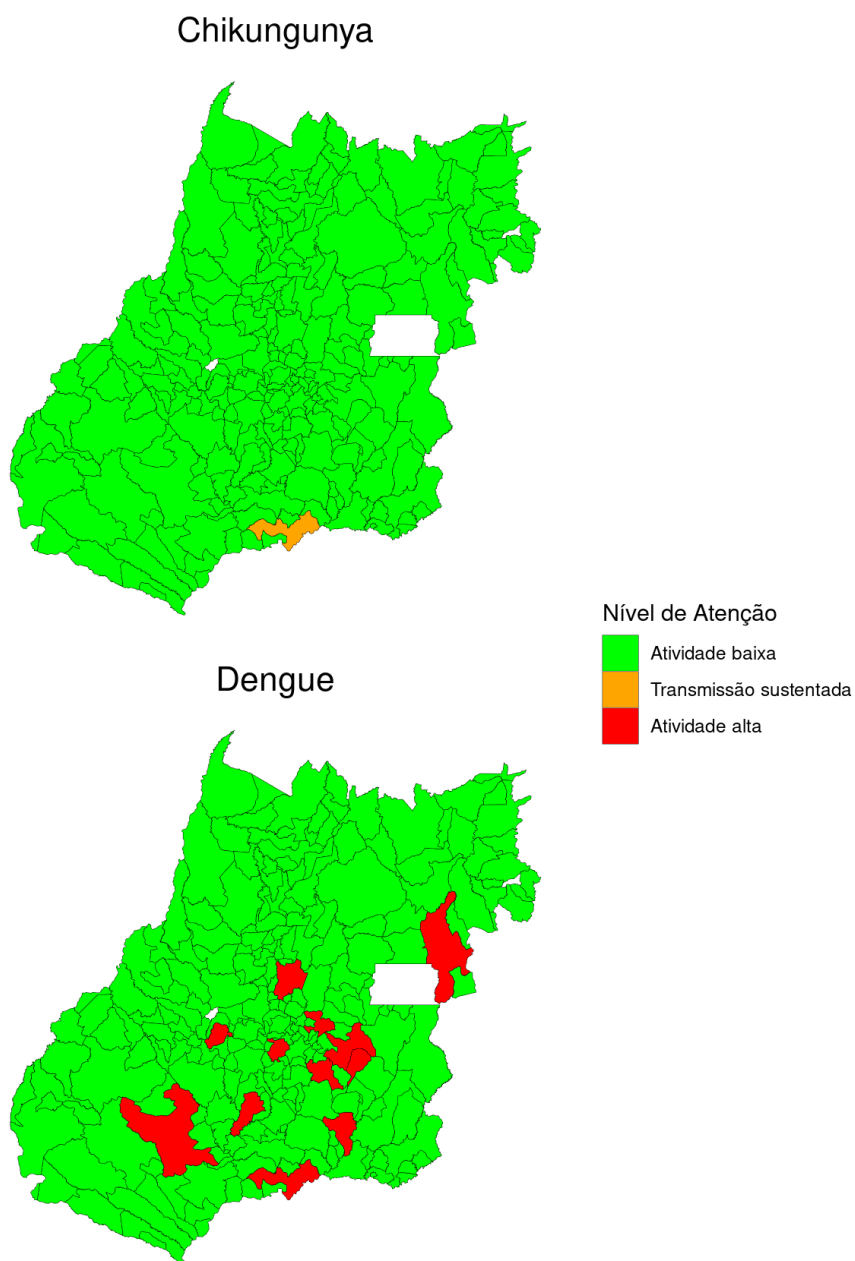 Chikungunya
Nível de Atenção
Atividade baixa
Transmissão sustentada
Atividade alta
Dengue